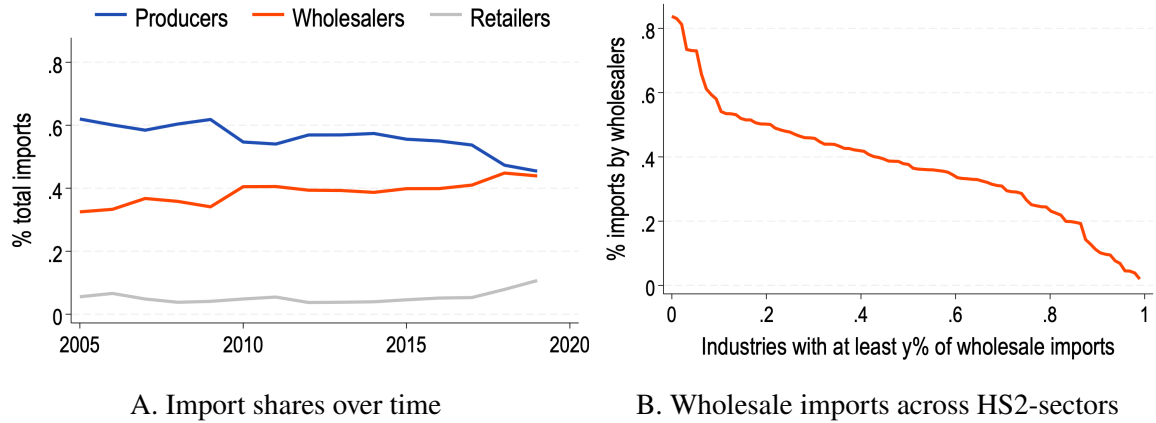 Producers Wholesalers Retailers
% total imports
.8
.6
.4
.2
0
2005 2010 2015 2020
A. Import shares over time
% imports by wholesalers
.8
.6
.4
.2
0
0 .2 .4 .6 .8 1
Industries with at least y% of wholesale imports
B. Wholesale imports across HS2-sectors